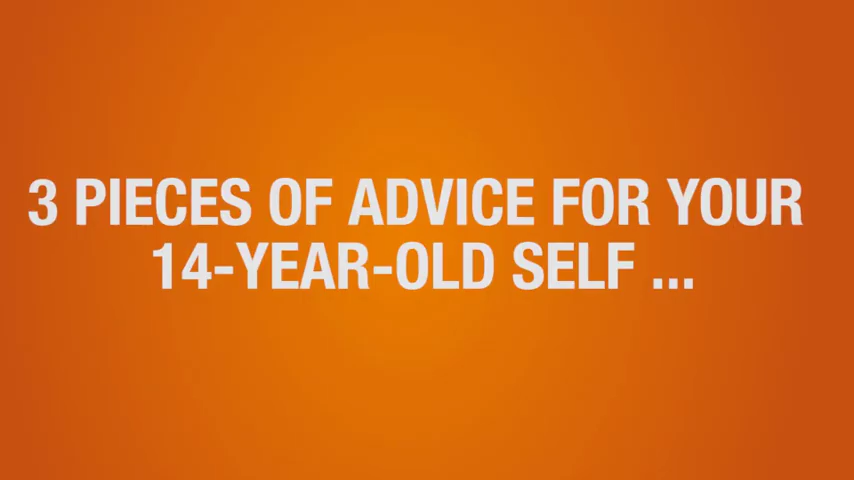 3 PIECES OF ADVICE FOR YOUR
14-YEAR-OLD SELF ...